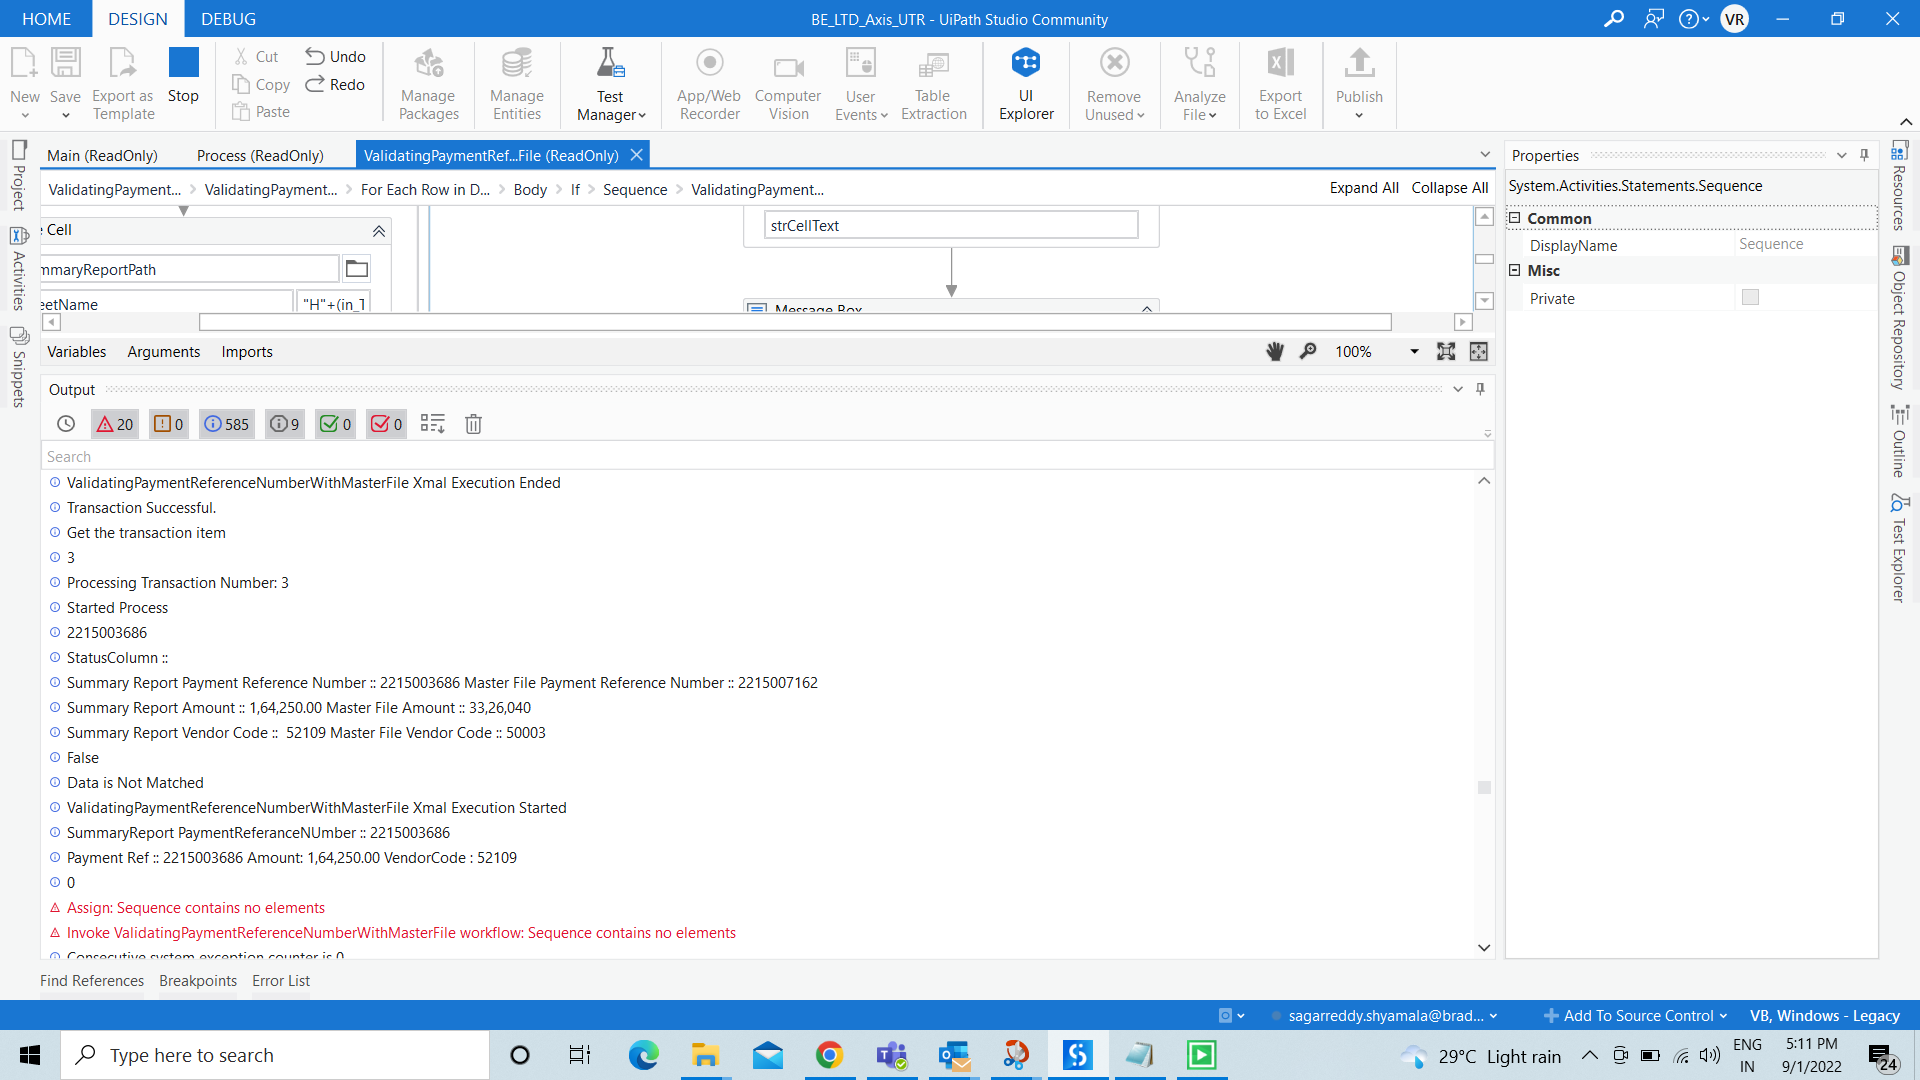 HOME DESIGN DEBUG BE_LTD_Axis_UTR - UiPath Studio Community VR
New Save Export as Template Stop Cut Copy Paste Undo Redo Manage Packages Manage Entities Test Manager App/Web Recorder Computer Vision User Events Table Extraction UI Explorer Remove Unused Analyze File Export to Excel Publish
Main (ReadOnly) Process (ReadOnly) ValidatingPaymentRef...File (ReadOnly)
ValidatingPayment... ValidatingPayment... For Each Row in D... Body If Sequence ValidatingPayment... Expand All Collapse All
Project
Activities
Snippets
Cell
mmaryReportPath
eetName "H"+(in_T
strCellText
Message Box
Variables Arguments Imports 100%
Output
20 0 585 9 0 0
Search
ValidatingPaymentReferenceNumberWithMasterFile Xmal Execution Ended
Transaction Successful.
Get the transaction item
3
Processing Transaction Number: 3
Started Process
2215003686
StatusColumn ::
Summary Report Payment Reference Number :: 2215003686 Master File Payment Reference Number :: 2215007162
Summary Report Amount :: 1,64,250.00 Master File Amount :: 33,26,040
Summary Report Vendor Code ::  52109 Master File Vendor Code :: 50003
False
Data is Not Matched
ValidatingPaymentReferenceNumberWithMasterFile Xmal Execution Started
SummaryReport PaymentReferanceNUmber :: 2215003686
Payment Ref :: 2215003686 Amount: 1,64,250.00 VendorCode : 52109
0
Assign: Sequence contains no elements
Invoke ValidatingPaymentReferenceNumberWithMasterFile workflow: Sequence contains no elements
Consecutive system exception counter is 0
Find References Breakpoints Error List
Properties
System.Activities.Statements.Sequence
Common
DisplayName Sequence
Misc
Private
Resources
Object Repository
Outline
Test Explorer
sagarreddy.shyamala@brad... Add To Source Control VB, Windows - Legacy
Type here to search 29°C Light rain ENG IN 5:11 PM 9/1/2022 24